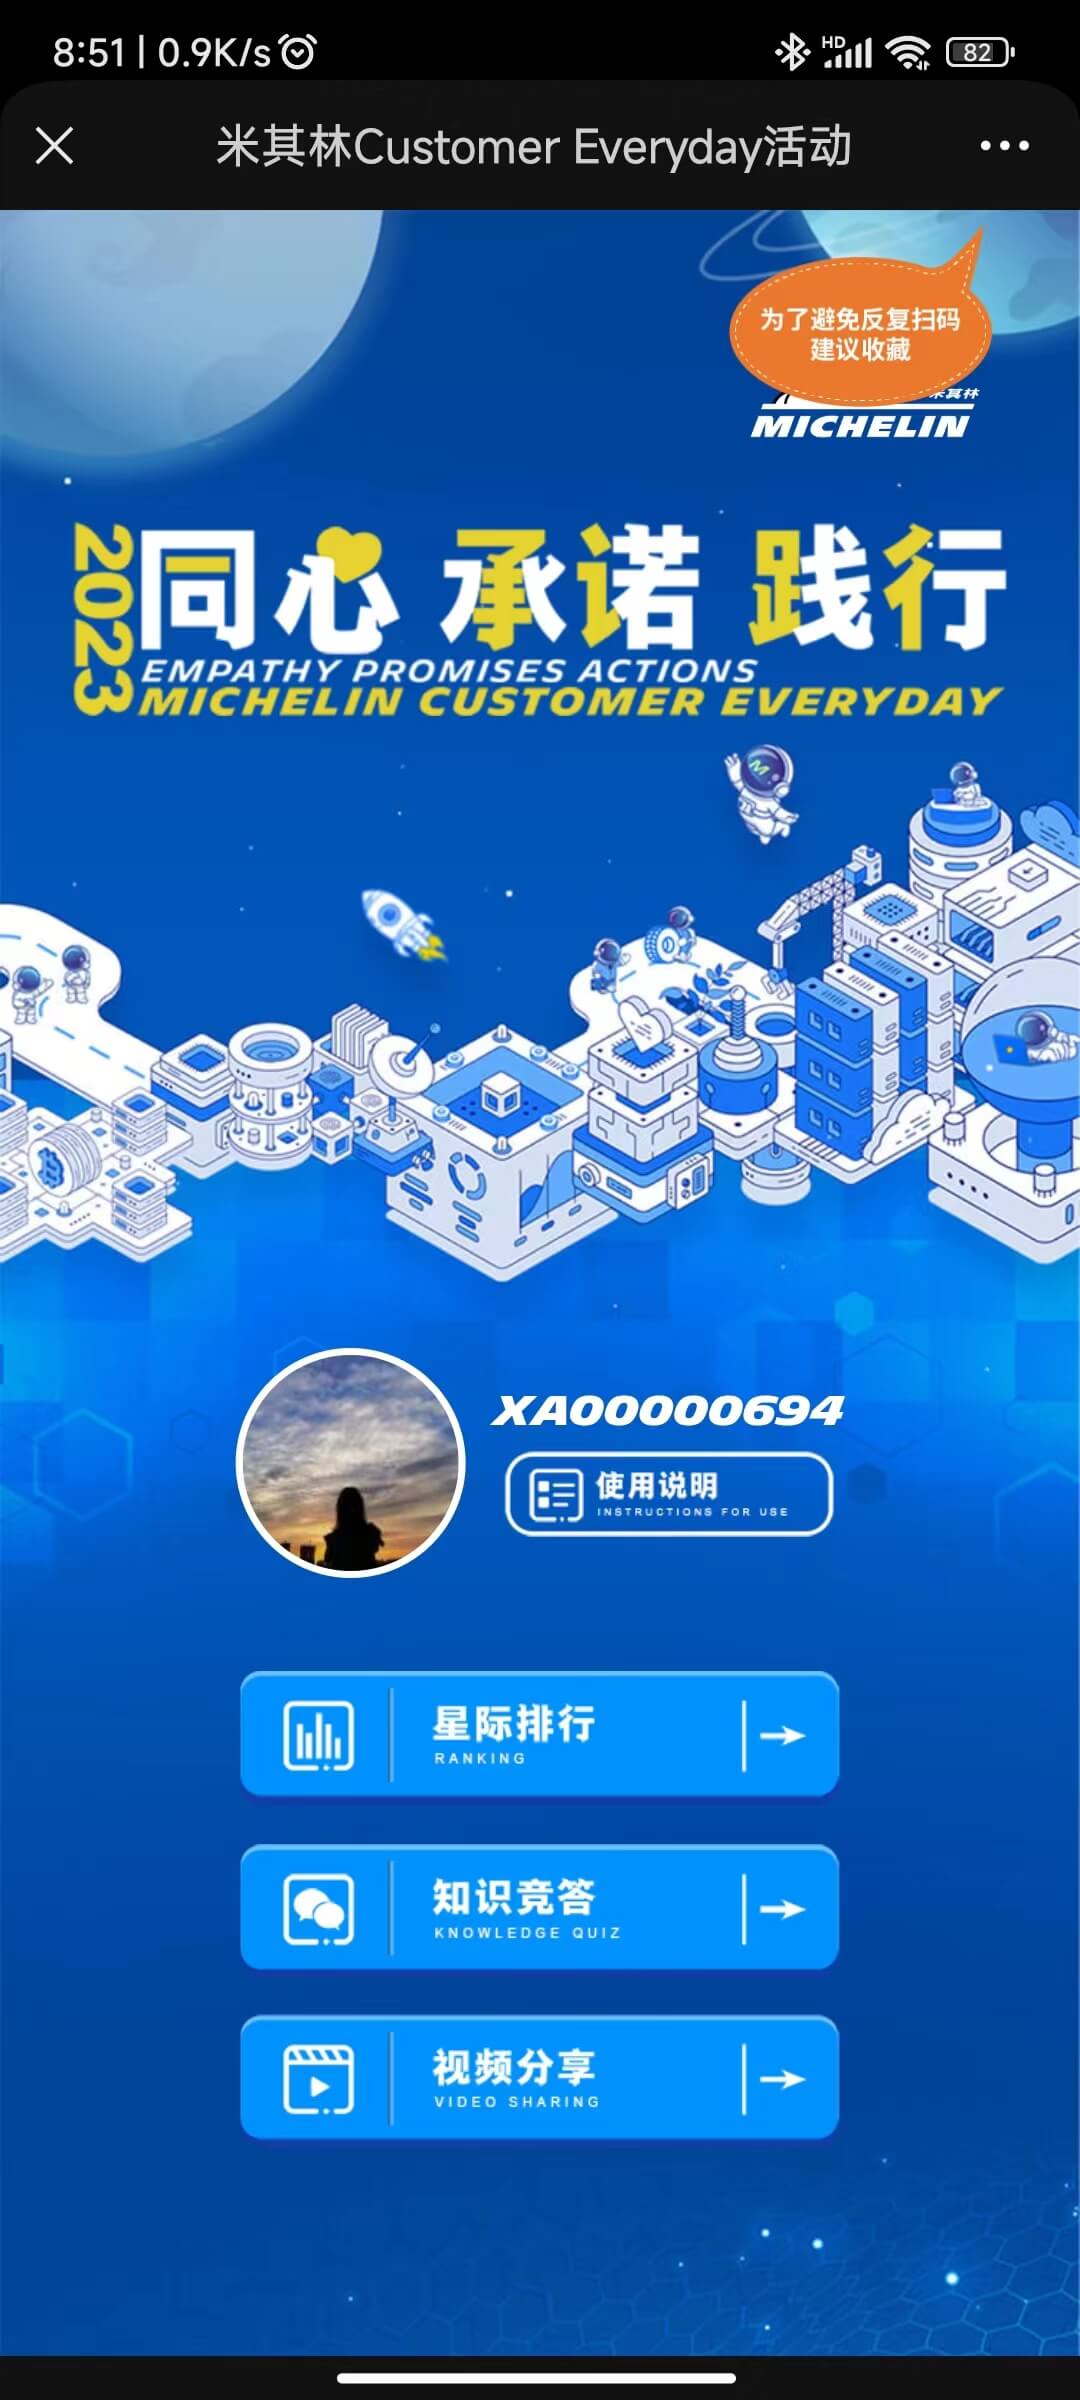 8:51 | 0.9K/s
HD
82
米其林Customer Everyday活动
为了避免反复扫码
建议收藏
米其林
MICHELIN
2023
同心 承诺 践行
EMPATHY PROMISES ACTIONS
MICHELIN CUSTOMER EVERYDAY
M
XA00000694
使用说明
INSTRUCTIONS FOR USE
星际排行
RANKING
知识竞答
KNOWLEDGE QUIZ
视频分享
VIDEO SHARING